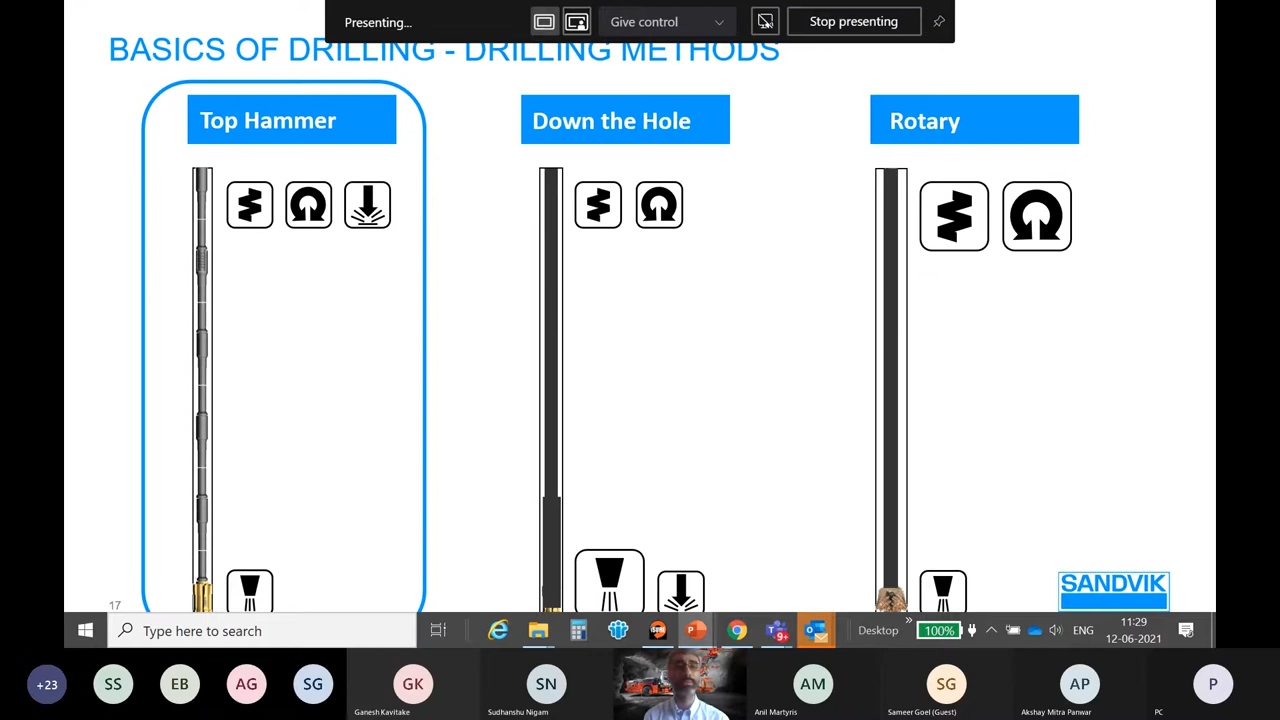 Presenting...
Give control
Stop presenting
BASICS OF DRILLING - DRILLING METHODS
Top Hammer
Down the Hole
Rotary
SANDVIK
17
Type here to search
9+
Desktop
»
100%
ENG
11:29
12-06-2021
+23
SS
EB
AG
SG
GK
SN
AM
SG
AP
P
Ganesh Kavitake
Sudhanshu Nigam
Anil Martyris
Sameer Goel (Guest)
Akshay Mitra Panwar
PC